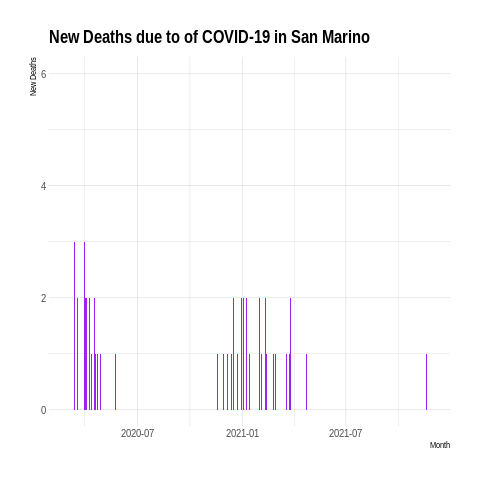 New Deaths due to of COVID-19 in San Marino
New Deaths
6
4
2
0
2020-07
2021-01
2021-07
Month